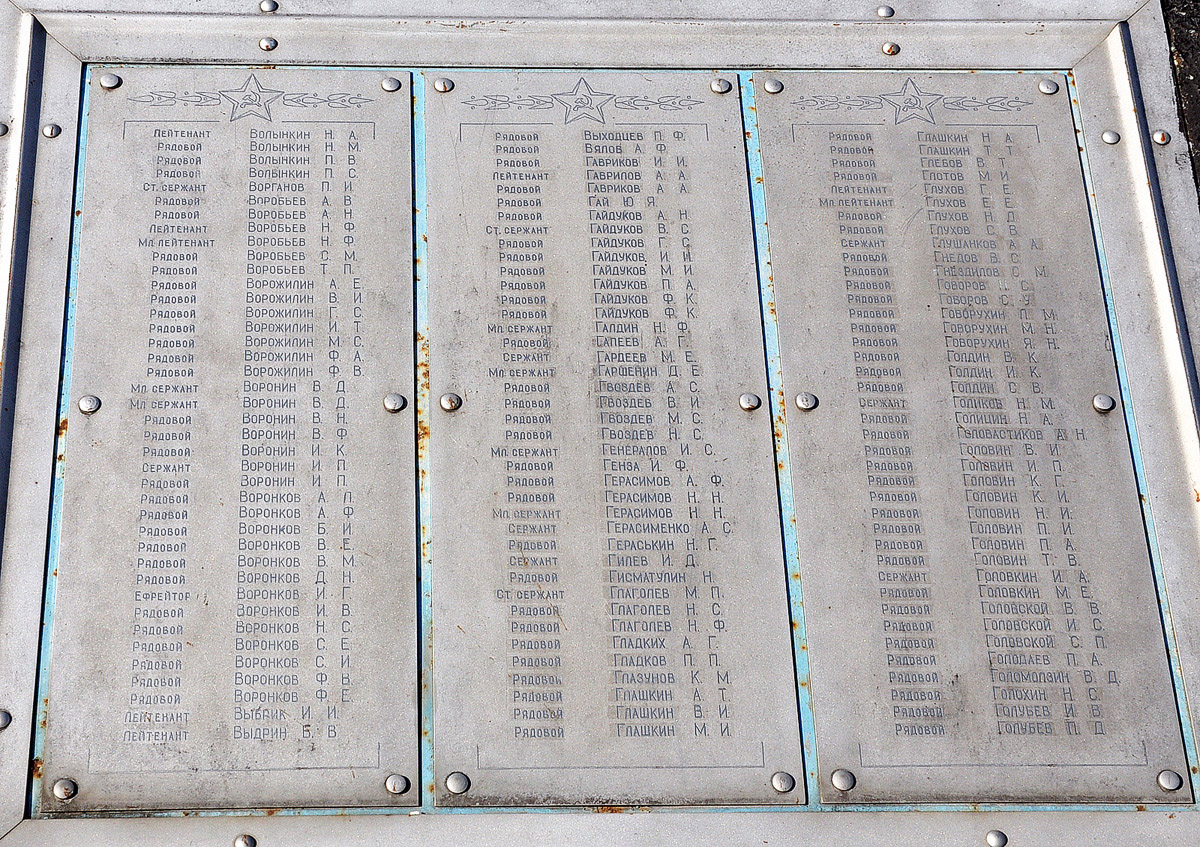 Лейтенант Волынкин Н. А.
Рядовой Волынкин Н. М.
Рядовой Волынкин П. В.
Рядовой Волынкин П. С.
Ст. сержант Ворганов П. И.
Рядовой Воробьев А. В.
Рядовой Воробьев А. Н.
Лейтенант Воробьев Н. Ф.
Мл. лейтенант Воробьев Н. Ф.
Рядовой Воробьев С. М.
Рядовой Воробьев Т. П.
Рядовой Ворожилин А. Е.
Рядовой Ворожилин В. И.
Рядовой Ворожилин Г. С.
Рядовой Ворожилин И. Т.
Рядовой Ворожилин М. С.
Рядовой Ворожилин Ф. А.
Рядовой Ворожилин Ф. В.
Мл. сержант Воронин В. Д.
Мл. сержант Воронин В. Д.
Рядовой Воронин В. Н.
Рядовой Воронин В. Ф.
Рядовой Воронин И. К.
Сержант Воронин И. П.
Рядовой Воронин И. П.
Рядовой Воронков А. Л.
Рядовой Воронков А. Ф.
Рядовой Воронков Б. И.
Рядовой Воронков В. Е.
Рядовой Воронков В. М.
Рядовой Воронков Д. Н.
Ефрейтор Воронков И. Г.
Рядовой Воронков И. В.
Рядовой Воронков Н. С.
Рядовой Воронков С. Е.
Рядовой Воронков С. И.
Рядовой Воронков Ф. В.
Рядовой Воронков Ф. Е.
Лейтенант Выбрик И. И.
Лейтенант Выдрин Б. В.
Рядовой Выходцев П. Ф.
Рядовой Вялов А. Ф.
Рядовой Гавриков И. И.
Лейтенант Гаврилов А. А.
Рядовой Гавриков А. А.
Рядовой Гай Ю. Я.
Рядовой Гайдуков А. Н.
Ст. сержант Гайдуков В. С.
Рядовой Гайдуков Г. С.
Рядовой Гайдуков И. И.
Рядовой Гайдуков М. И.
Рядовой Гайдуков П. А.
Рядовой Гайдуков Ф. К.
Рядовой Гайдуков Ф. К.
Мл. сержант Галдин Н. Ф.
Рядовой Гапеев А. Г.
Сержант Гардеев М. Е.
Мл. сержант Гаршенин Д. Е.
Рядовой Гвоздев А. С.
Рядовой Гвоздев В. И.
Рядовой Гвоздев М. С.
Рядовой Гвоздев Н. С.
Мл. сержант Генералов И. С.
Рядовой Генза И. Ф.
Рядовой Герасимов А. Ф.
Рядовой Герасимов Н. Н.
Мл. сержант Герасимов Н. Н.
Сержант Герасименко А. С.
Рядовой Гераськин Н. Г.
Сержант Гилев И. Д.
Рядовой Гисматулин Н.
Ст. сержант Глаголев М. П.
Рядовой Глаголев Н. С.
Рядовой Глаголев Н. Ф.
Рядовой Гладких А. Г.
Рядовой Гладков П. П.
Рядовой Глазунов К. М.
Рядовой Глашкин А. Т.
Рядовой Глашкин В. И.
Рядовой Глашкин М. И.
Рядовой Глашкин Н. А.
Рядовой Глашкин Т. Т.
Рядовой Глебов В. Т.
Рядовой Глотов М. И.
Лейтенант Глухов Г. Е.
Мл. лейтенант Глухов Е. Е.
Рядовой Глухов Н. Д.
Рядовой Глухов С. В.
Сержант Глушанков А. А.
Рядовой Гнедов В. С.
Рядовой Гнездилов С. М.
Рядовой Говоров С.
Рядовой Говоров С. Я.
Рядовой Говорухин Л. М.
Рядовой Говорухин М. Н.
Рядовой Говорухин Я. Н.
Рядовой Голдин В. К.
Рядовой Голдин И. К.
Рядовой Голдин С. В.
Сержант Голиков Н. М.
Рядовой Голицин Н. А.
Рядовой Головастиков А. Н.
Рядовой Головин В. И.
Рядовой Головин И. П.
Рядовой Головин К. Г.
Рядовой Головин К. И.
Рядовой Головин Н. И.
Рядовой Головин П. И.
Рядовой Головин П. А.
Рядовой Головин Т. В.
Сержант Головкин И. А.
Рядовой Головкин М. Е.
Рядовой Головской В. В.
Рядовой Головской И. С.
Рядовой Головской С. П.
Рядовой Голодаев П. А.
Рядовой Голомолзин В. Д.
Рядовой Голохин Н. С.
Рядовой Голубев И. В.
Рядовой Голубев П. Д.